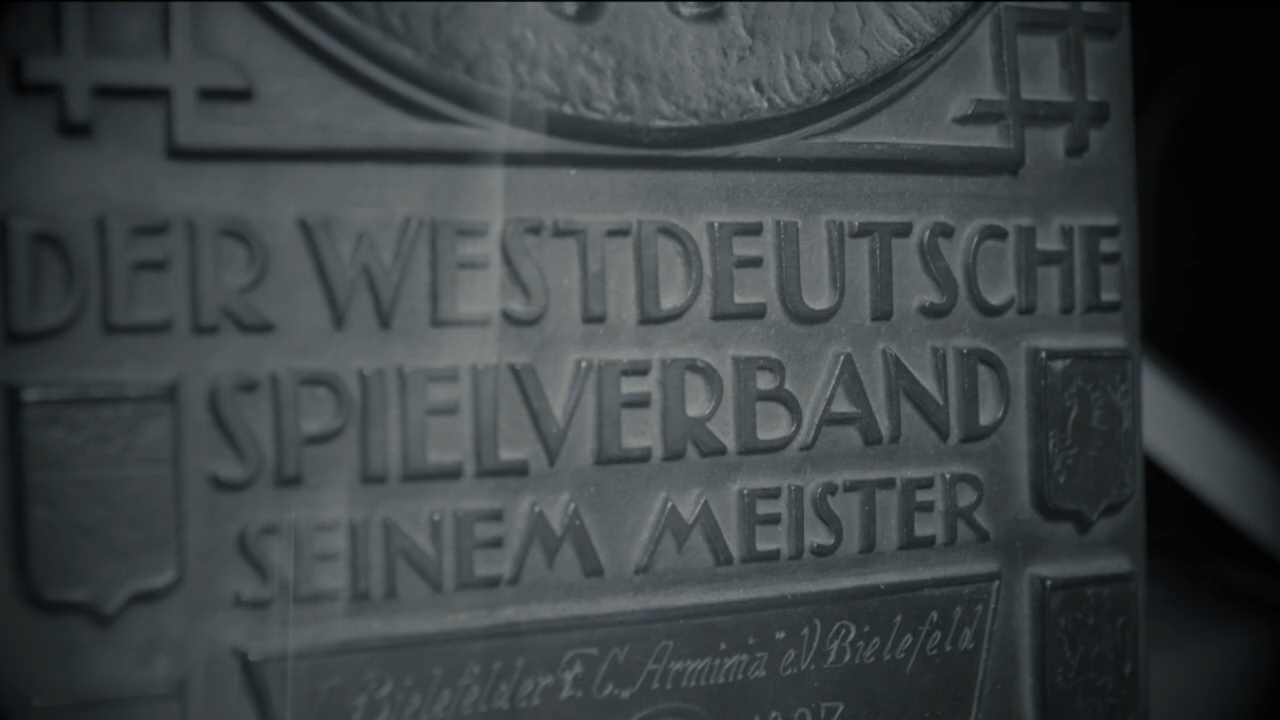 DER WESTDEUTSCHE
SPIELVERBAND
SEINEM MEISTER
Bielefelder F. C. „Arminia" e.V. Bielefeld